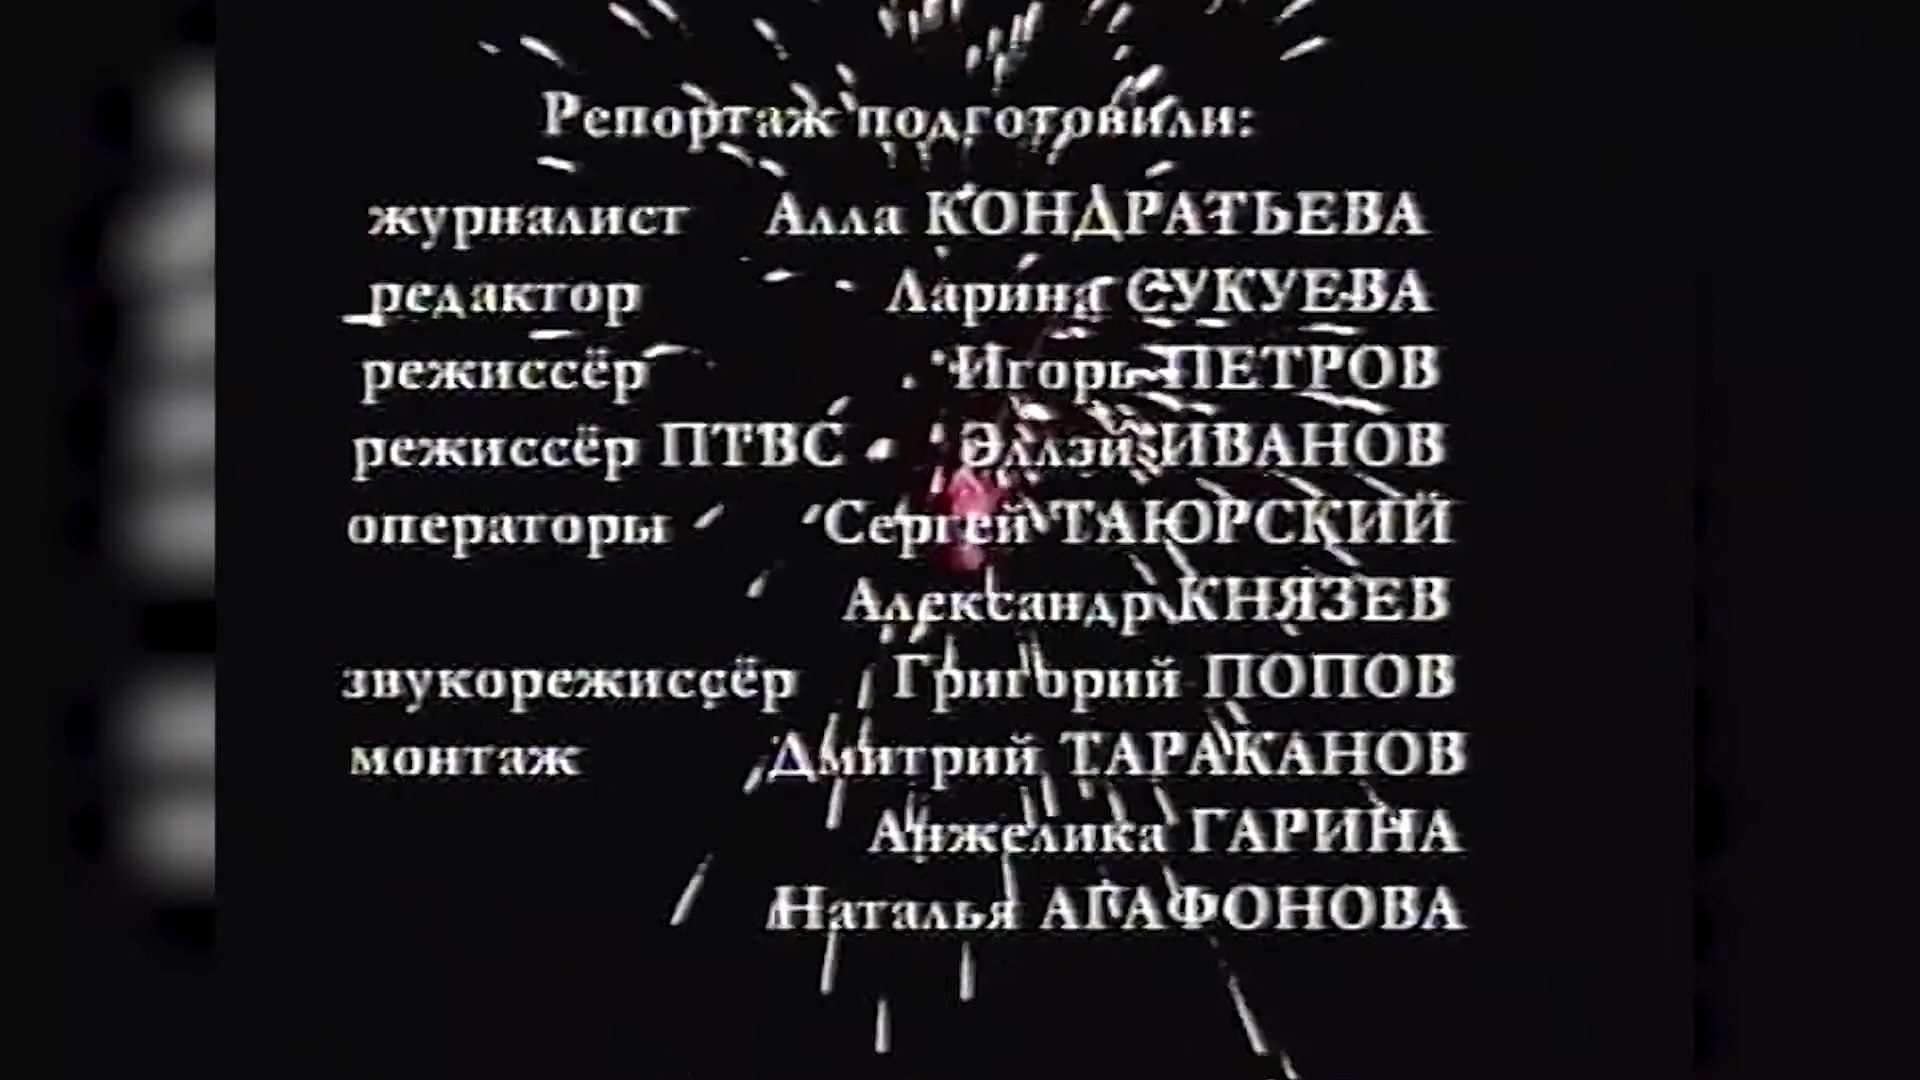 Репортаж подготовили:
журналист Алла КОНДРАТЬЕВА
редактор Ларина СУКУЕВА
режиссёр Игорь ПЕТРОВ
режиссёр ПТВС Эллэй ИВАНОВ
операторы Сергей ТАЮРСКИЙ
Александр КНЯЗЕВ
звукорежиссёр Григорий ПОПОВ
монтаж Дмитрий ТАРАКАНОВ
Анжелика ГАРИНА
Наталья АГАФОНОВА